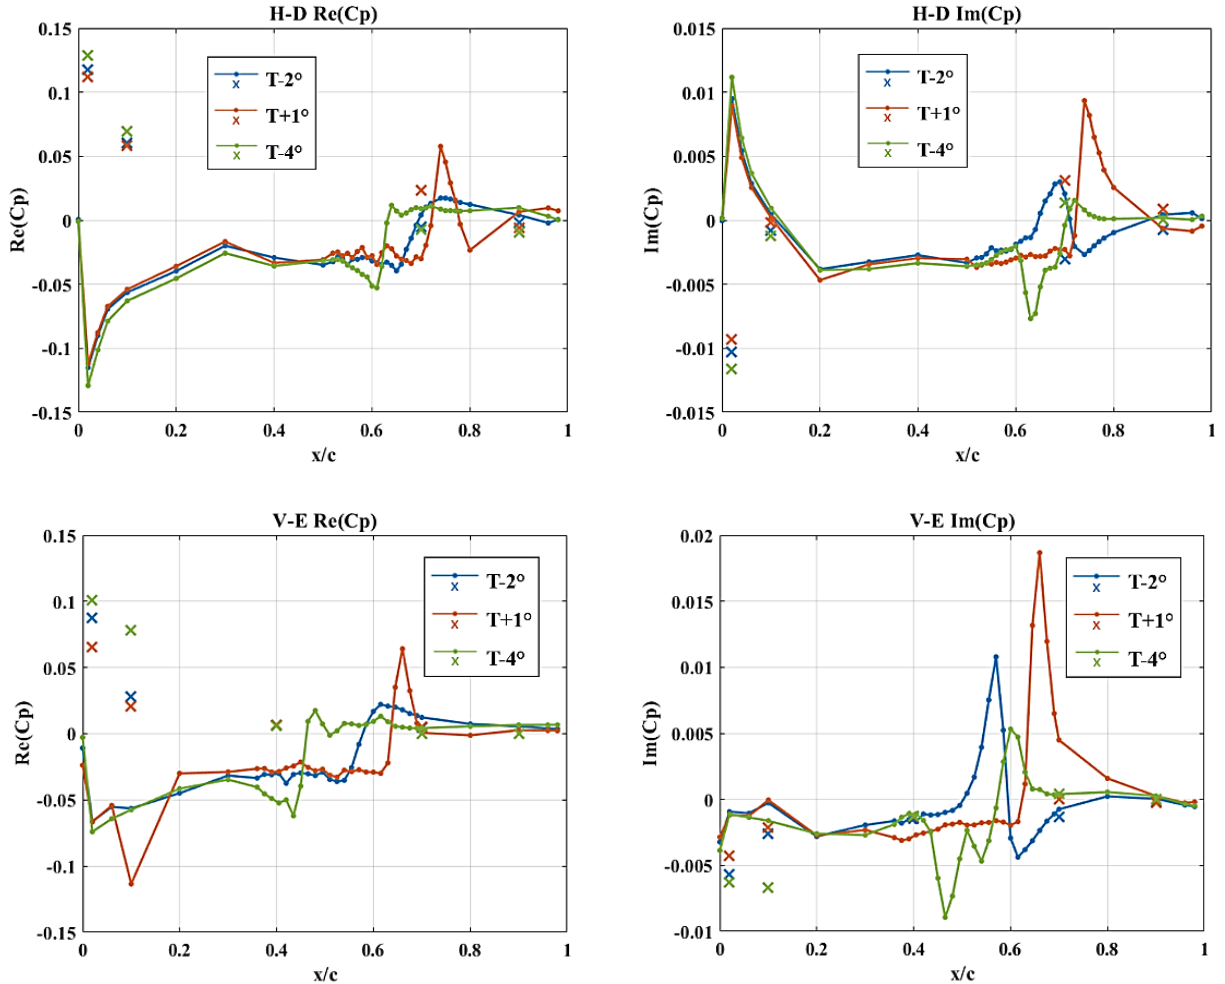 H-D Re(Cp)
0.15
0.1
0.05
0
-0.05
-0.1
-0.15
Re(Cp)
T-2°
x
T+1°
x
T-4°
x
0 0.2 0.4 0.6 0.8 1
x/c
H-D Im(Cp)
0.015
0.01
0.005
0
-0.005
-0.01
-0.015
Im(Cp)
T-2°
x
T+1°
x
T-4°
x
0 0.2 0.4 0.6 0.8 1
x/c
V-E Re(Cp)
0.15
0.1
0.05
0
-0.05
-0.1
-0.15
Re(Cp)
T-2°
x
T+1°
x
T-4°
x
0 0.2 0.4 0.6 0.8 1
x/c
V-E Im(Cp)
0.02
0.015
0.01
0.005
0
-0.005
-0.01
Im(Cp)
T-2°
x
T+1°
x
T-4°
x
0 0.2 0.4 0.6 0.8 1
x/c